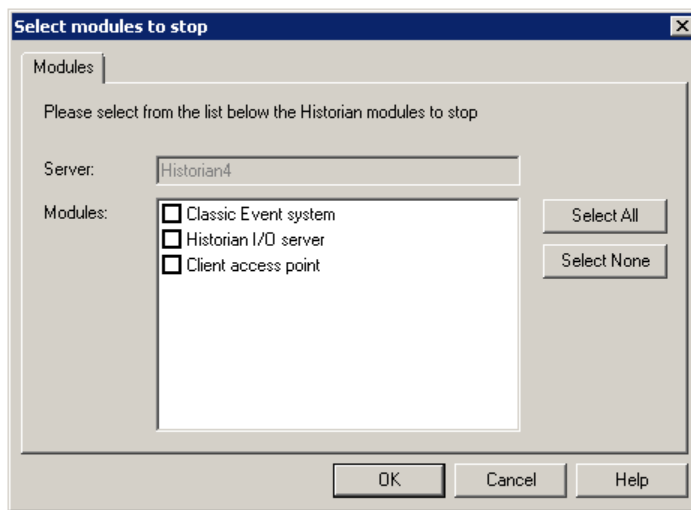 Select modules to stop
Modules
Please select from the list below the Historian modules to stop
Server:
Historian4
Modules:
Classic Event system
Historian I/O server
Client access point
Select All
Select None
OK
Cancel
Help